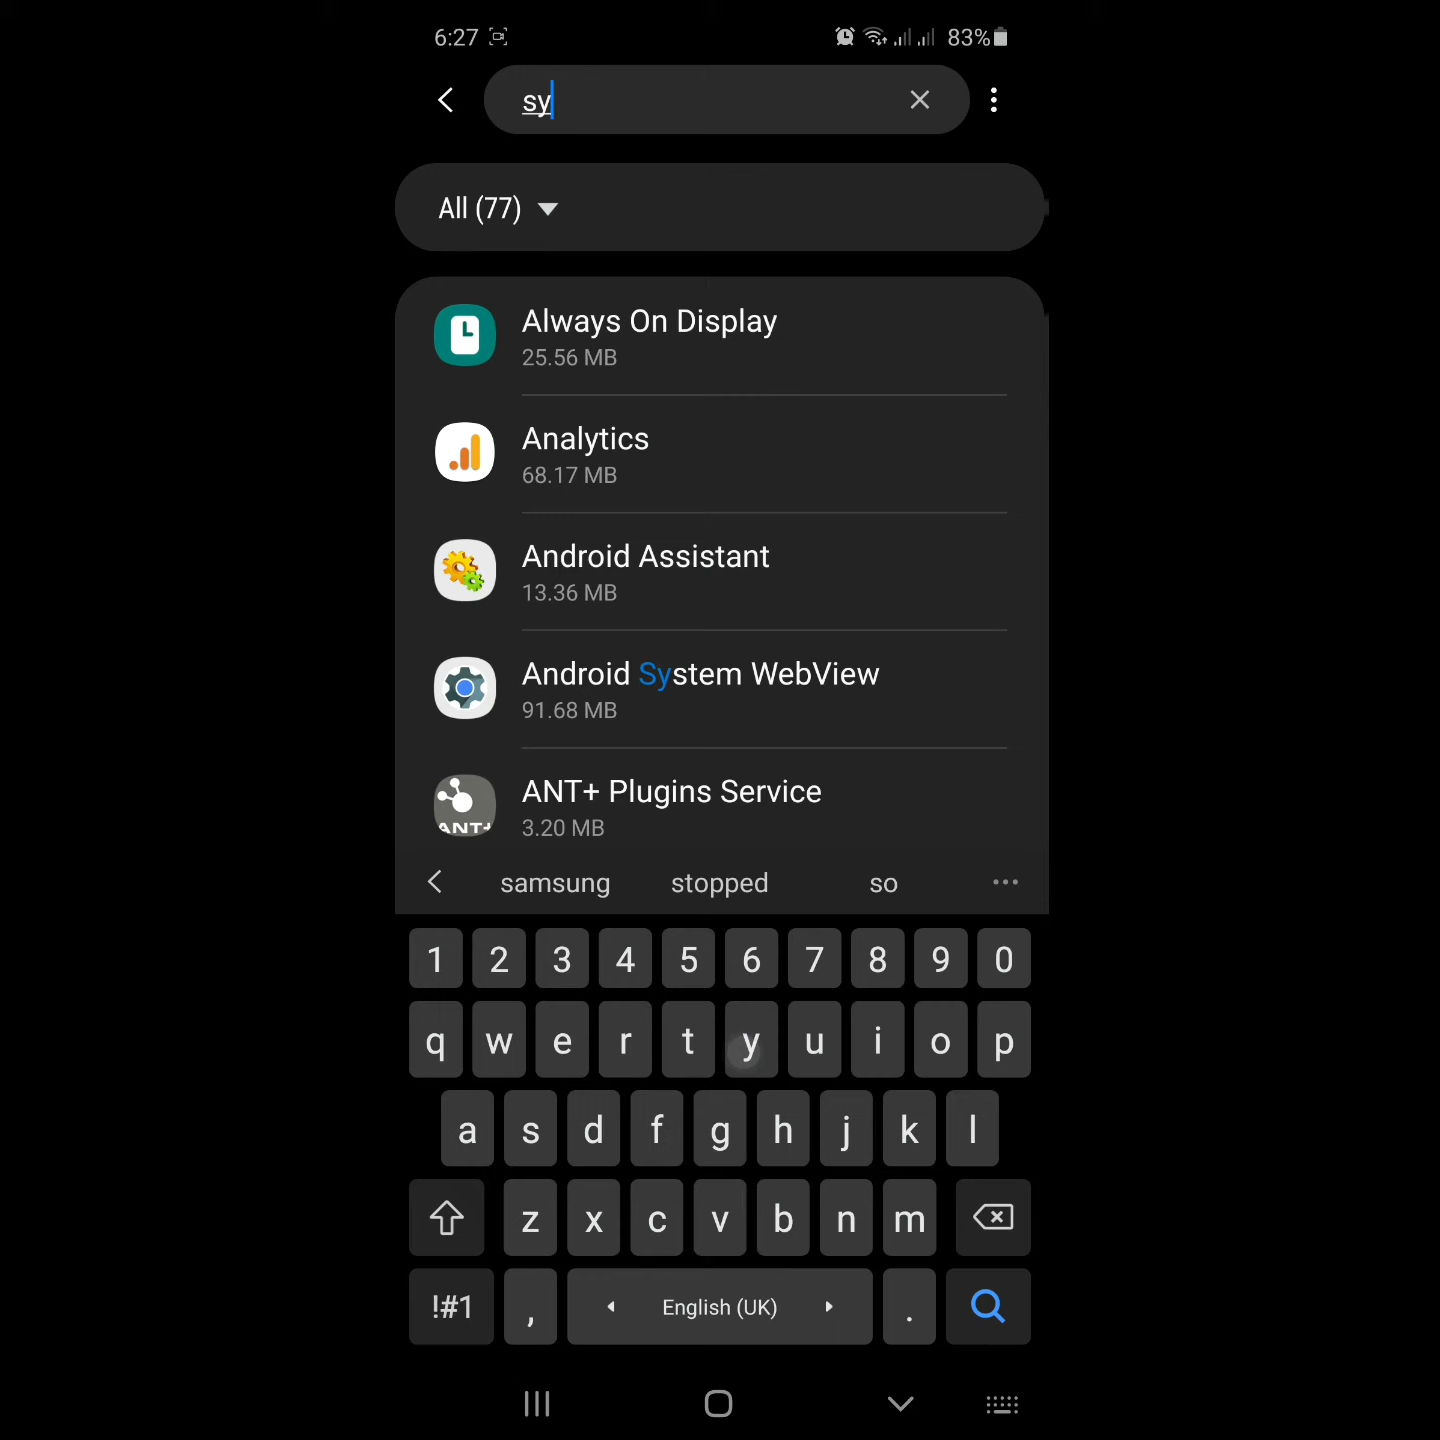 6:27
83%
sy
All (77)
Always On Display
25.56 MB
Analytics
68.17 MB
Android Assistant
13.36 MB
Android System WebView
91.68 MB
ANT+
ANT+ Plugins Service
3.20 MB
samsung stopped so
1 2 3 4 5 6 7 8 9 0
q w e r t y u i o p
a s d f g h j k l
z x c v b n m
!#1 , English (UK) .